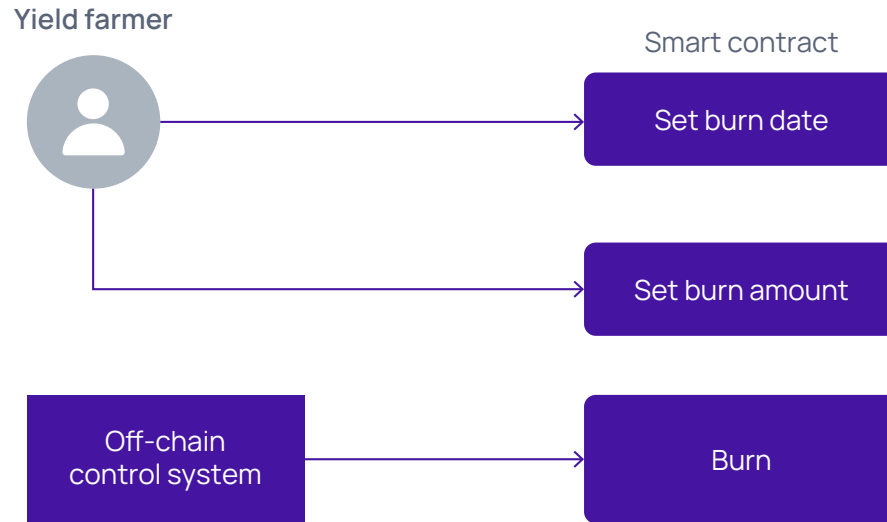 Yield farmer
Smart contract
Set burn date
Set burn amount
Off-chain
control system
Burn